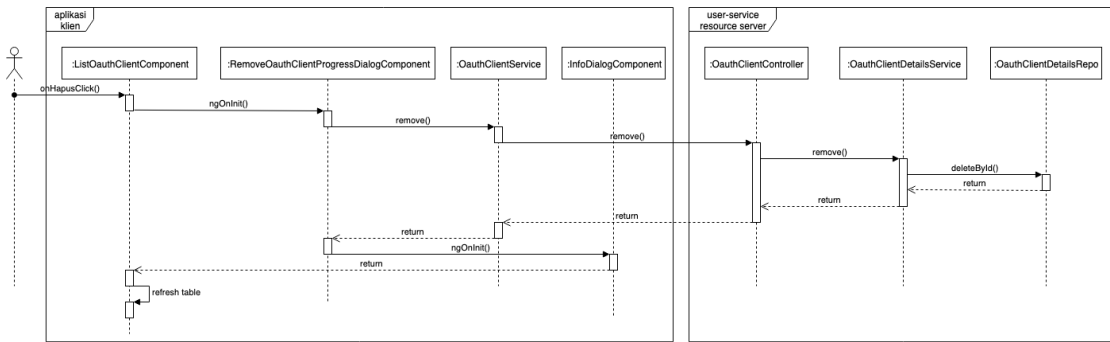 aplikasi
klien
user-service
resource server
:ListOauthClientComponent
:RemoveOauthClientProgressDialogComponent
:OauthClientService
:InfoDialogComponent
:OauthClientController
:OauthClientDetailsService
:OauthClientDetailsRepo
onHapusClick()
ngOnInit()
remove()
remove()
remove()
deleteById()
return
return
return
return
ngOnInit()
return
refresh table